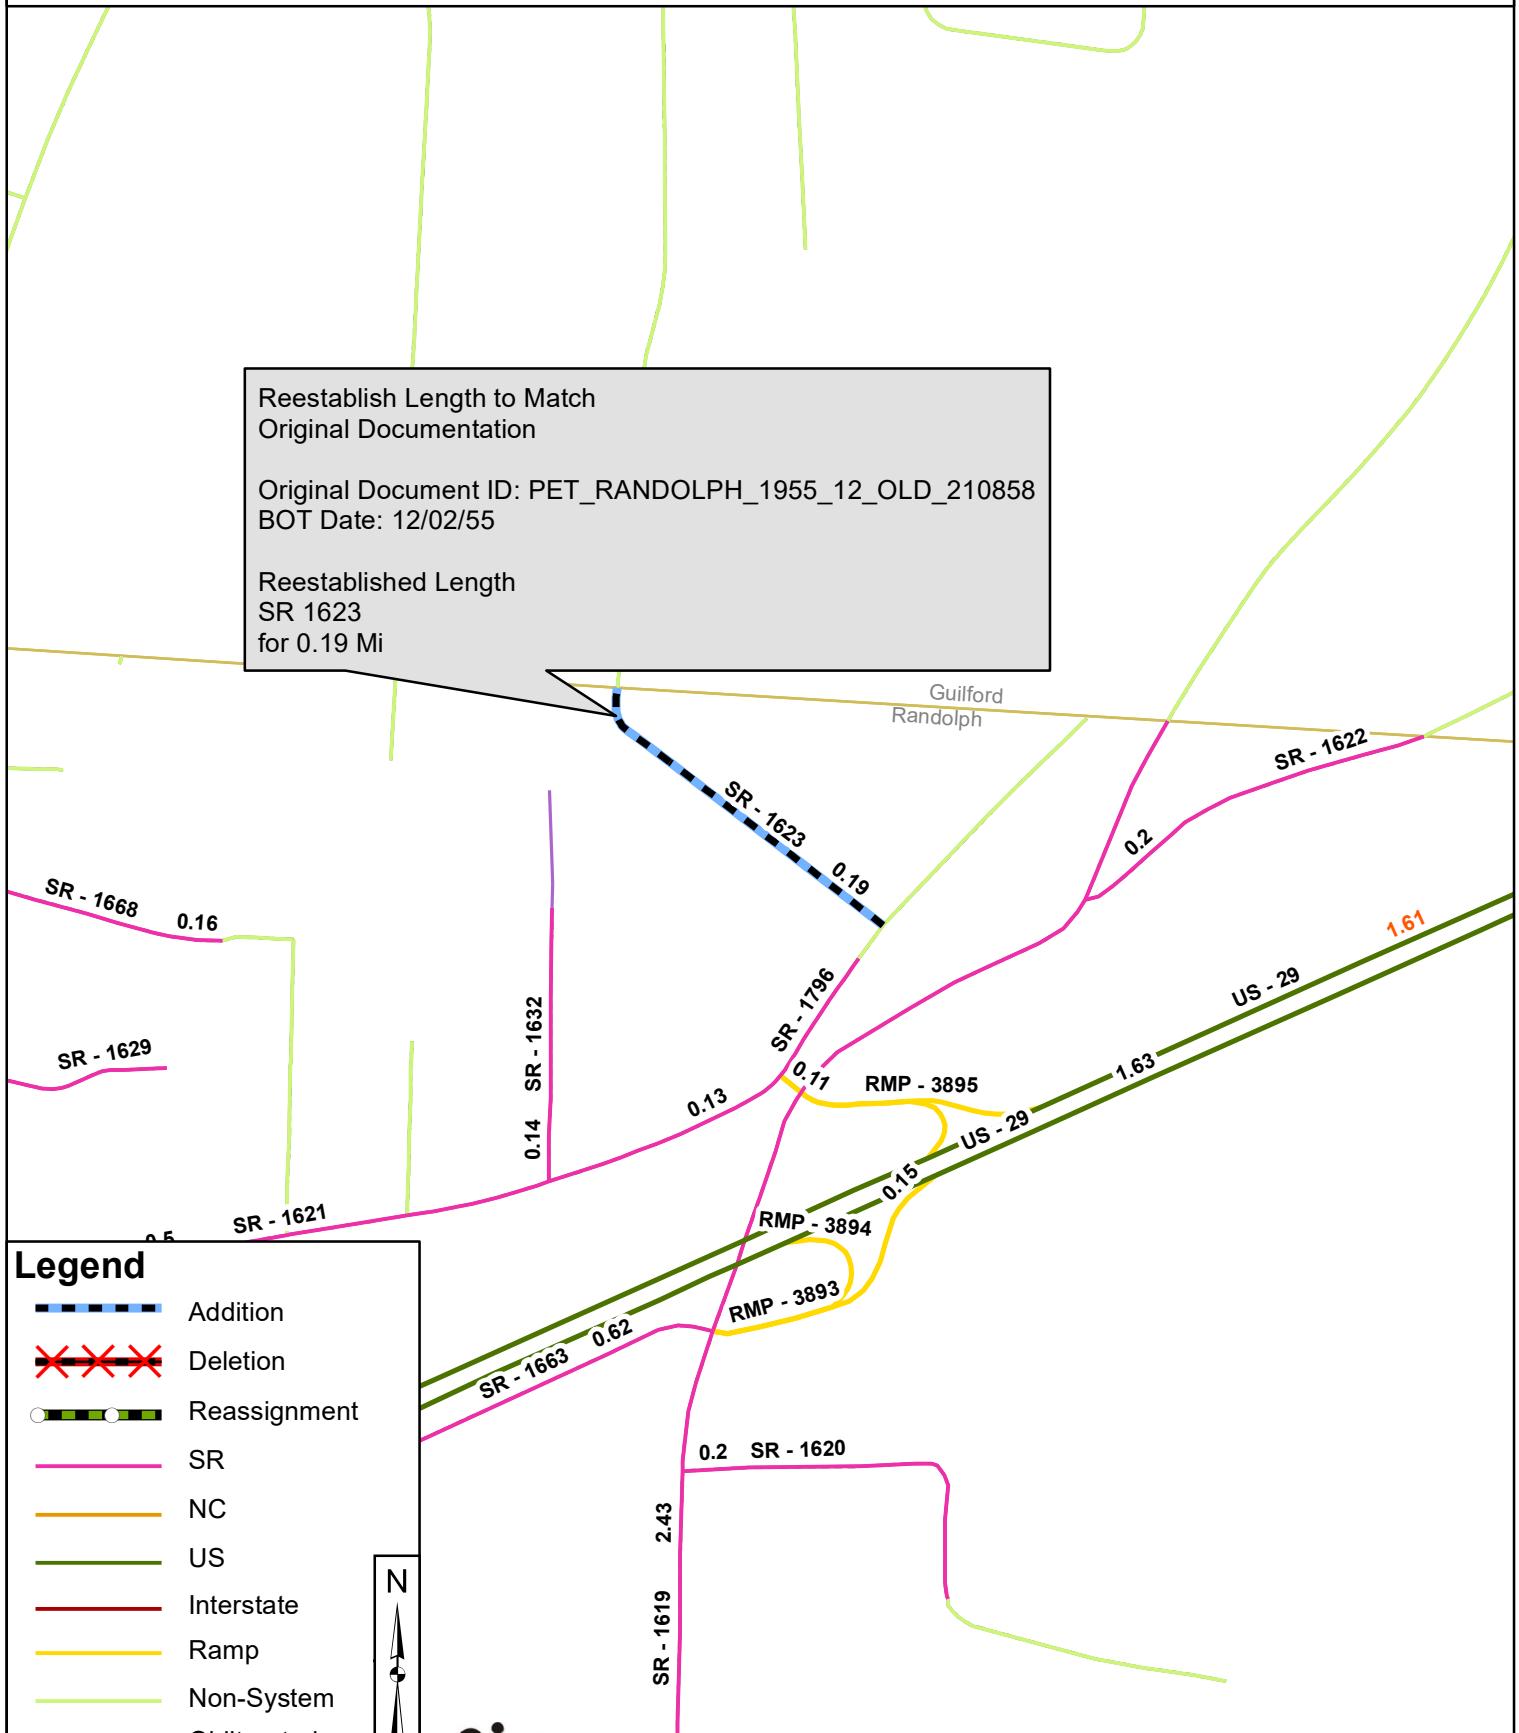 Reestablish Length to Match
Original Documentation
Original Document ID: PET_RANDOLPH_1955_12_OLD_210858
BOT Date: 12/02/55
Reestablished Length
SR 1623
for 0.19 Mi
Guilford
Randolph
SR - 1622
SR - 1623
0.2
0.19
SR - 1668
0.16
1.61
US - 29
SR - 1796
SR - 1632
SR - 1629
0.11
RMP - 3895
1.63
0.13
US - 29
0.14
0.15
SR - 1621
RMP - 3894
RMP - 3893
0.62
SR - 1663
0.2 SR - 1620
2.43
SR - 1619
Legend
Addition
Deletion
Reassignment
SR
NC
US
Interstate
Ramp
Non-System
N